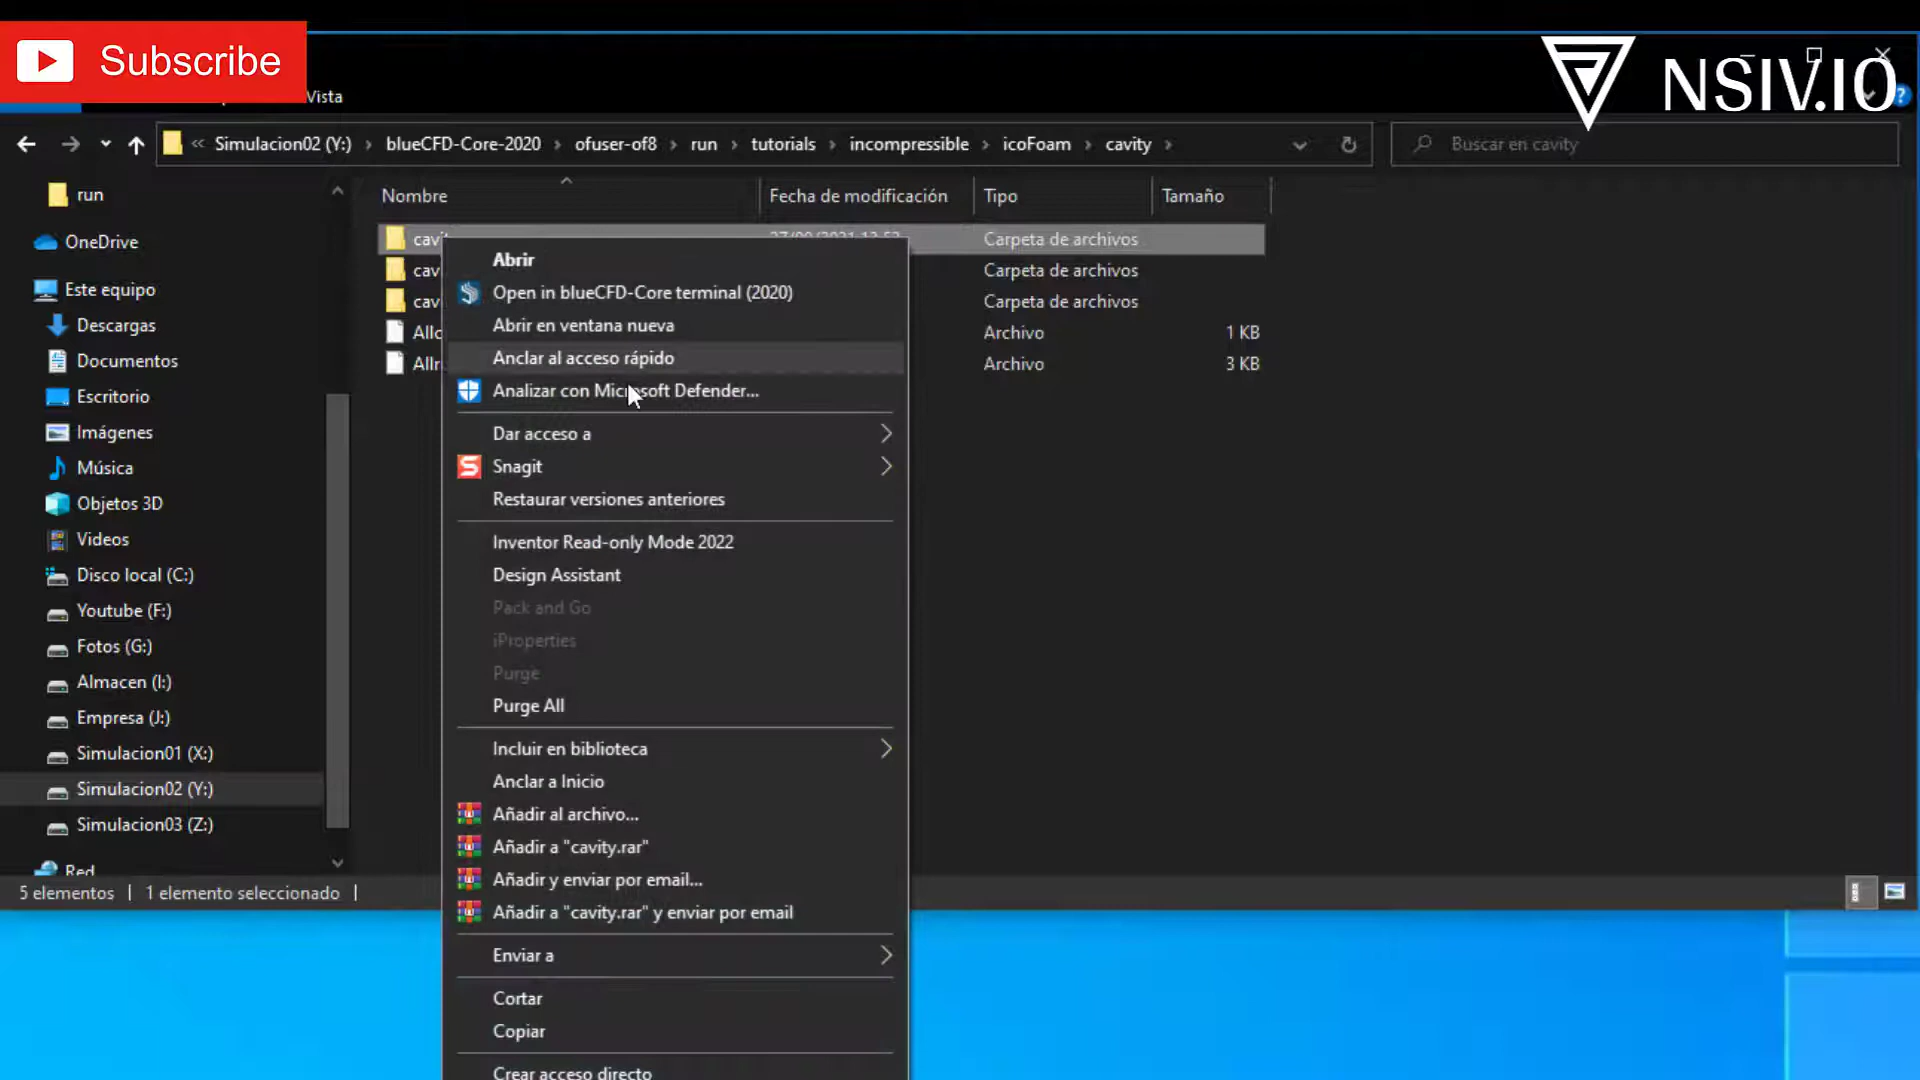 Subscribe
NSIV.IO
Vista
« Simulacion02 (Y:) › blueCFD-Core-2020 › ofuser-of8 › run › tutorials › incompressible › icoFoam › cavity ›
Buscar en cavity
Nombre
Fecha de modificación
Tipo
Tamaño
Carpeta de archivos
cav
Carpeta de archivos
cav
Carpeta de archivos
Archivo
1 KB
Archivo
3 KB
run
OneDrive
Este equipo
Descargas
Documentos
Escritorio
Imágenes
Música
Objetos 3D
Videos
Disco local (C:)
Youtube (F:)
Fotos (G:)
Almacen (I:)
Empresa (J:)
Simulacion01 (X:)
Simulacion02 (Y:)
Simulacion03 (Z:)
Red
5 elementos | 1 elemento seleccionado |
Abrir
Open in blueCFD-Core terminal (2020)
Abrir en ventana nueva
Anclar al acceso rápido
Analizar con Microsoft Defender...
Dar acceso a
Snagit
Restaurar versiones anteriores
Inventor Read-only Mode 2022
Design Assistant
Pack and Go
iProperties
Purge
Purge All
Incluir en biblioteca
Anclar a Inicio
Añadir al archivo...
Añadir a "cavity.rar"
Añadir y enviar por email...
Añadir a "cavity.rar" y enviar por email
Enviar a
Cortar
Copiar
Crear acceso directo